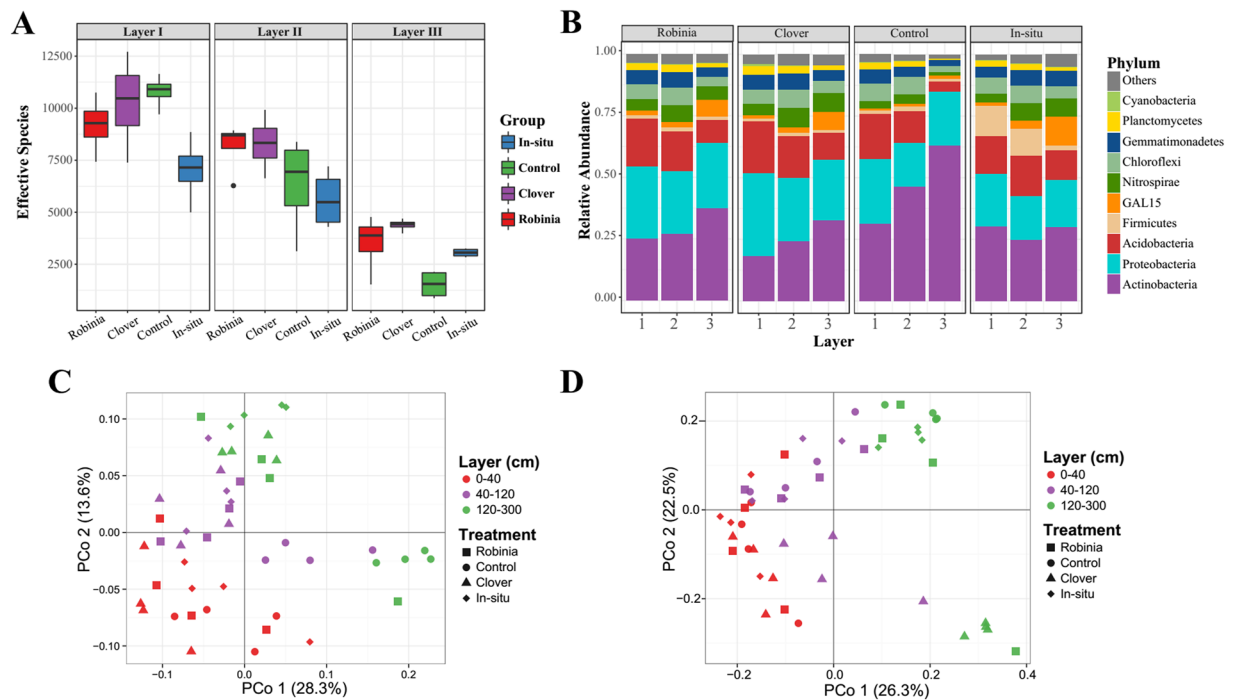 A
Layer I
Layer II
Layer III
12500
10000
7500
5000
2500
Effective Species
Robinia
Clover
Control
In-situ
Robinia
Clover
Control
In-situ
Robinia
Clover
Control
In-situ
Group
In-situ
Control
Clover
Robinia
B
Robinia
Clover
Control
In-situ
1.00
0.75
0.50
0.25
0.00
Relative Abundance
1 2 3 1 2 3 1 2 3 1 2 3
Layer
Phylum
Others
Cyanobacteria
Planctomycetes
Gemmatimonadetes
Chloroflexi
Nitrospirae
GAL15
Firmicutes
Acidobacteria
Proteobacteria
Actinobacteria
C
0.10
0.05
0.00
−0.05
−0.10
PCo 2 (13.6%)
−0.1 0.0 0.1 0.2
PCo 1 (28.3%)
Layer (cm)
0-40
40-120
120-300
Treatment
Robinia
Control
Clover
In-situ
D
0.2
0.0
−0.2
PCo 2 (22.5%)
−0.2 0.0 0.2 0.4
PCo 1 (26.3%)
Layer (cm)
0-40
40-120
120-300
Treatment
Robinia
Control
Clover
In-situ